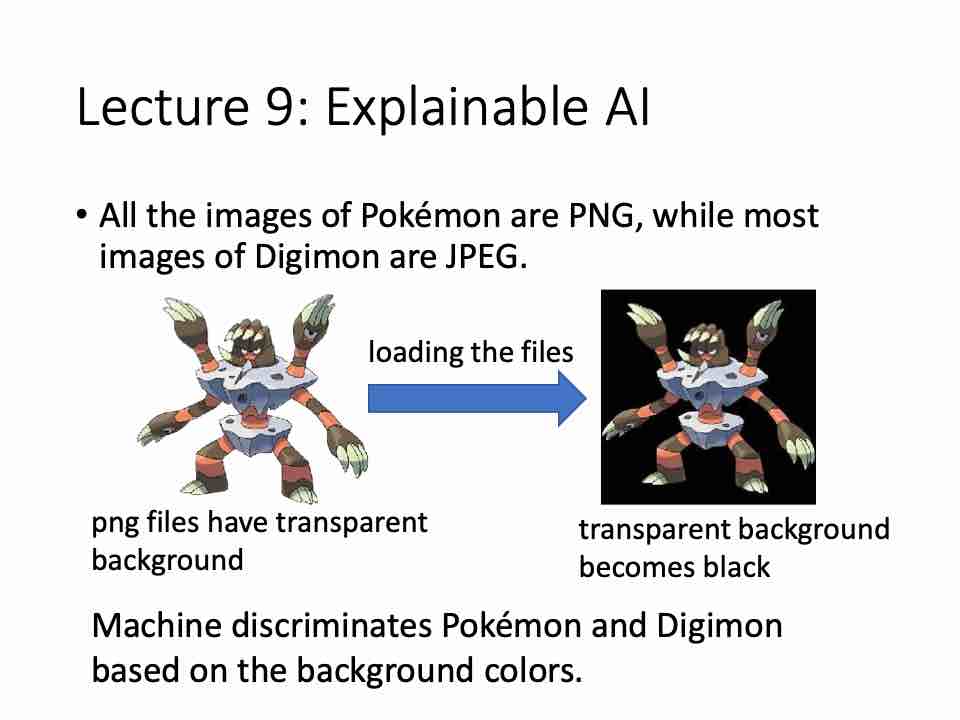 Lecture 9: Explainable AI
• All the images of Pokémon are PNG, while most
images of Digimon are JPEG.
loading the files
png files have transparent
background
transparent background
becomes black
Machine discriminates Pokémon and Digimon
based on the background colors.